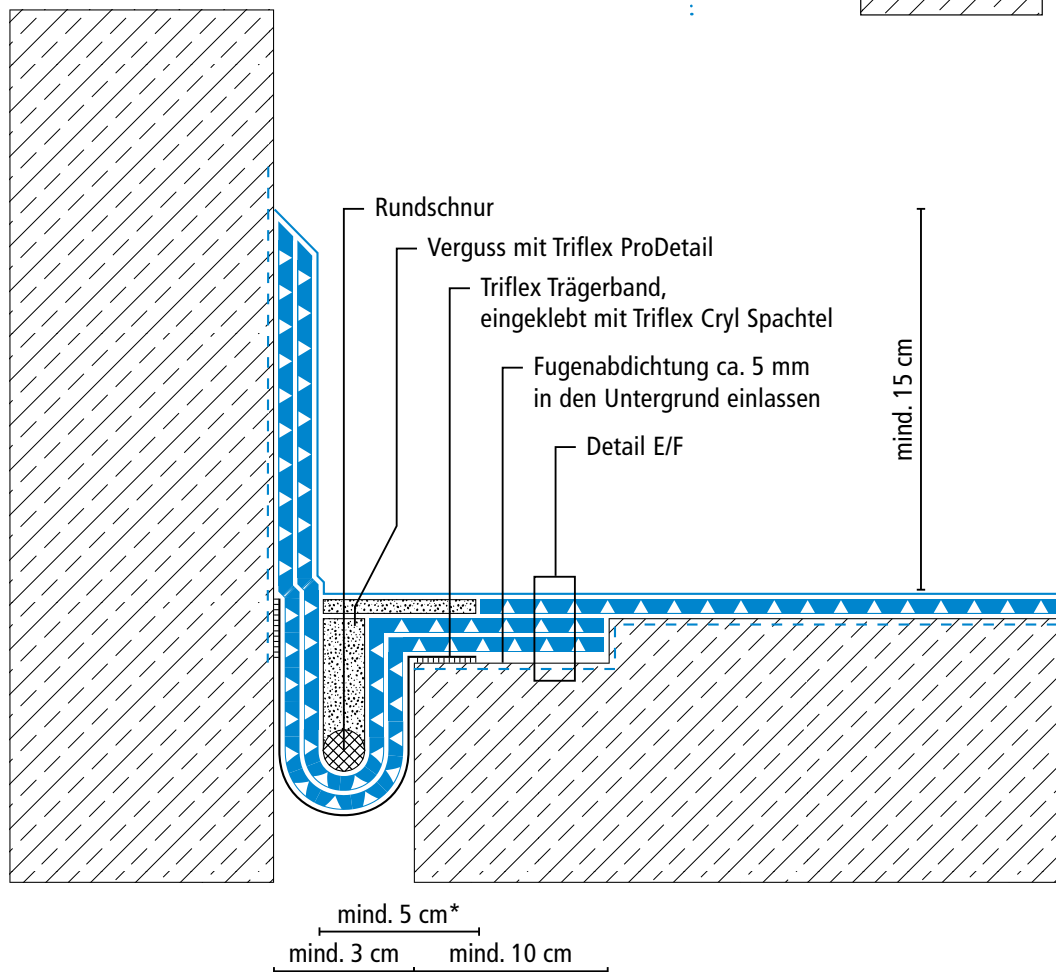 Rundschnur
Verguss mit Triflex ProDetail
Triflex Trägerband,
eingeklebt mit Triflex Cryl Spachtel
Fugenabdichtung ca. 5 mm
in den Untergrund einlassen
Detail E/F
mind. 15 cm
mind. 5 cm*
mind. 3 cm
mind. 10 cm